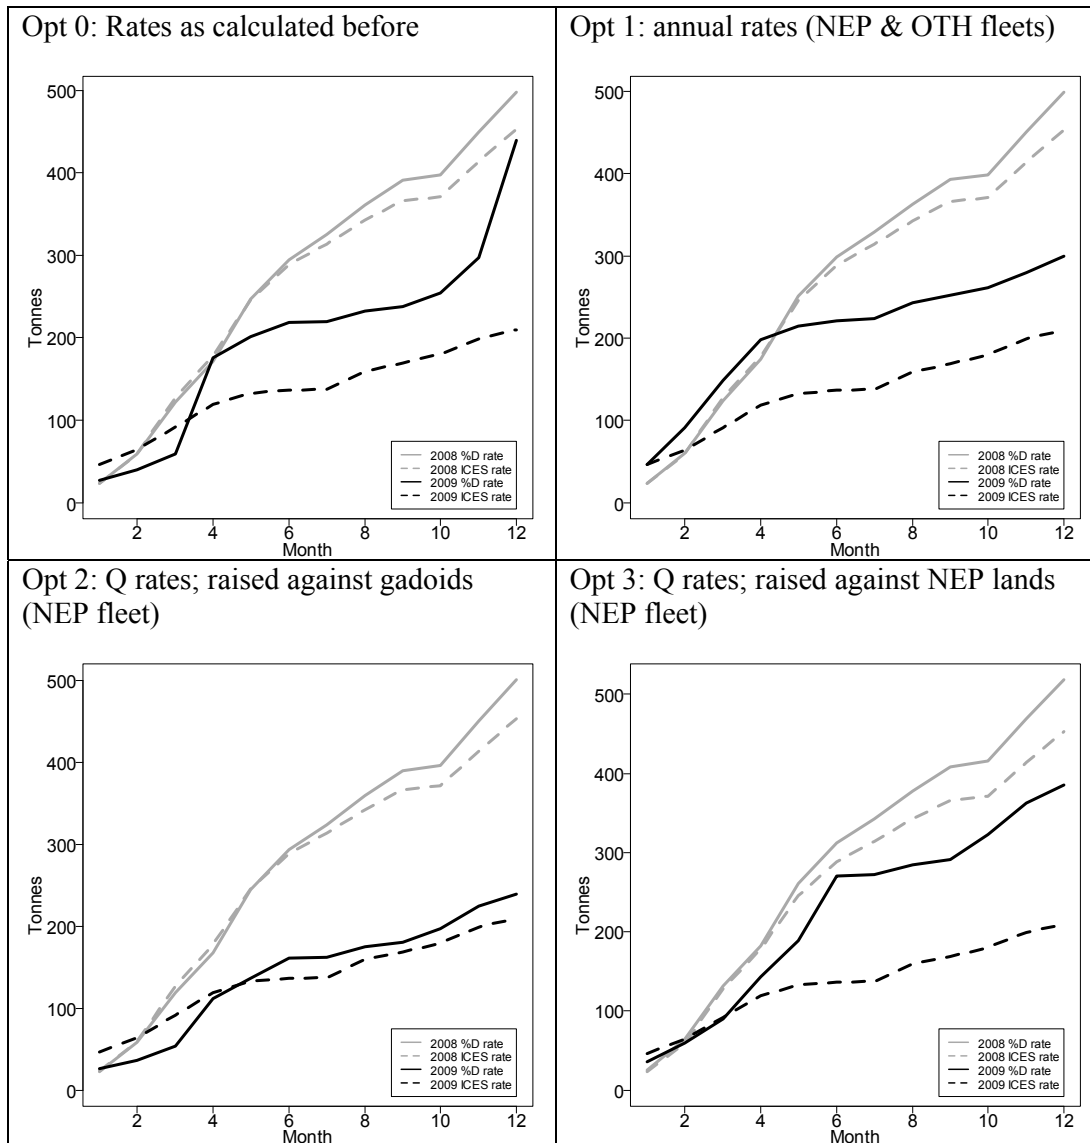 Opt 0: Rates as calculated before
500
400
300
200
100
0
Tonnes
2008 %D rate
2008 ICES rate
2009 %D rate
2009 ICES rate
2 4 6 8 10 12
Month
Opt 1: annual rates (NEP & OTH fleets)
500
400
300
200
100
0
Tonnes
2008 %D rate
2008 ICES rate
2009 %D rate
2009 ICES rate
2 4 6 8 10 12
Month
Opt 2: Q rates; raised against gadoids
(NEP fleet)
500
400
300
200
100
0
Tonnes
2008 %D rate
2008 ICES rate
2009 %D rate
2009 ICES rate
2 4 6 8 10 12
Month
Opt 3: Q rates; raised against NEP lands
(NEP fleet)
500
400
300
200
100
0
Tonnes
2008 %D rate
2008 ICES rate
2009 %D rate
2009 ICES rate
2 4 6 8 10 12
Month